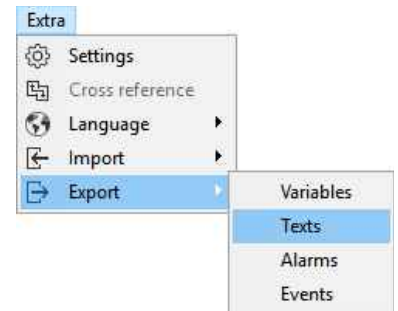 Extra
Settings
Cross reference
Language
Import
Export
Variables
Texts
Alarms
Events